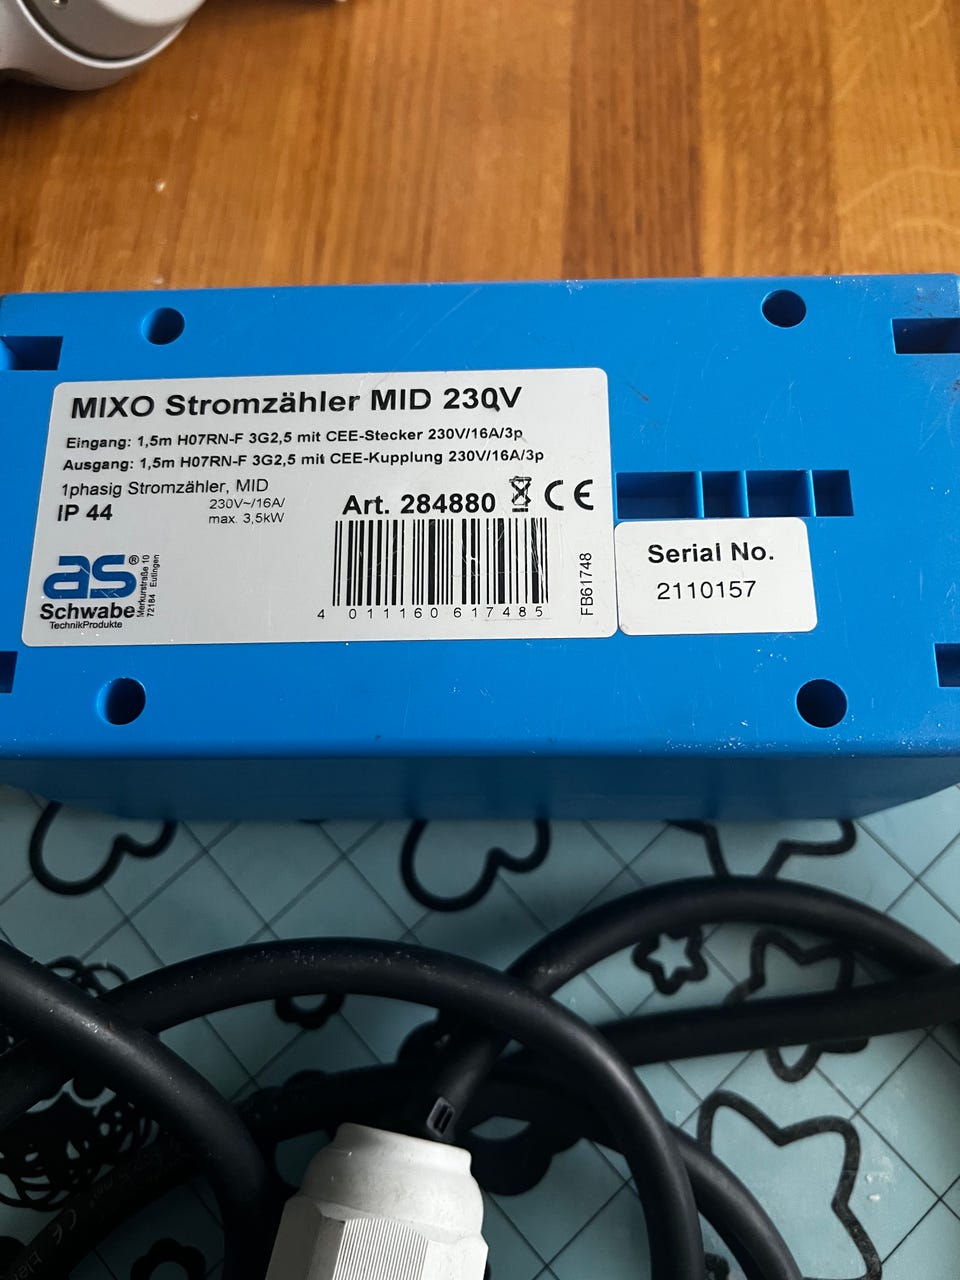 MIXO Stromzähler MID 230V
Eingang: 1,5m H07RN-F 3G2,5 mit CEE-Stecker 230V/16A/3p
Ausgang: 1,5m H07RN-F 3G2,5 mit CEE-Kupplung 230V/16A/3p
1phasig Stromzähler, MID
IP 44
230V~/16A/
max. 3,5kW
Art. 284880
CE
as®
Schwabe
TechnikProdukte
Merkurstraße 10
72184 Eutingen
4 011160 617485
FB61748
Serial No.
2110157